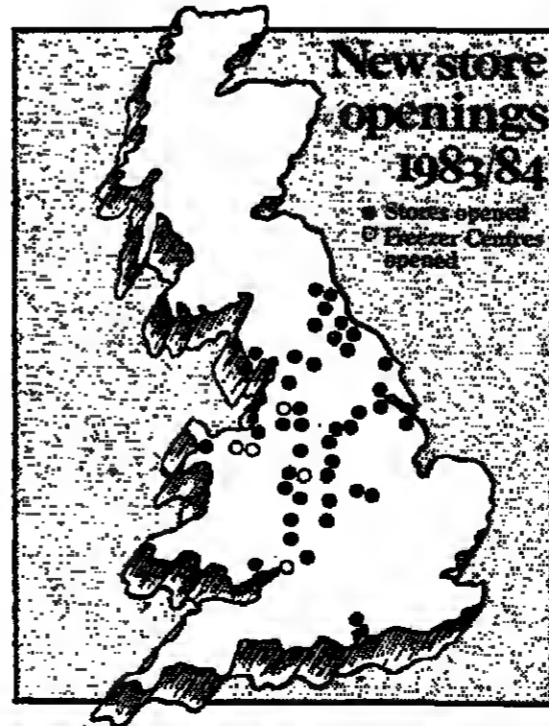 New store
openings
1983/84
● Stores opened
○ Freezer Centres
opened